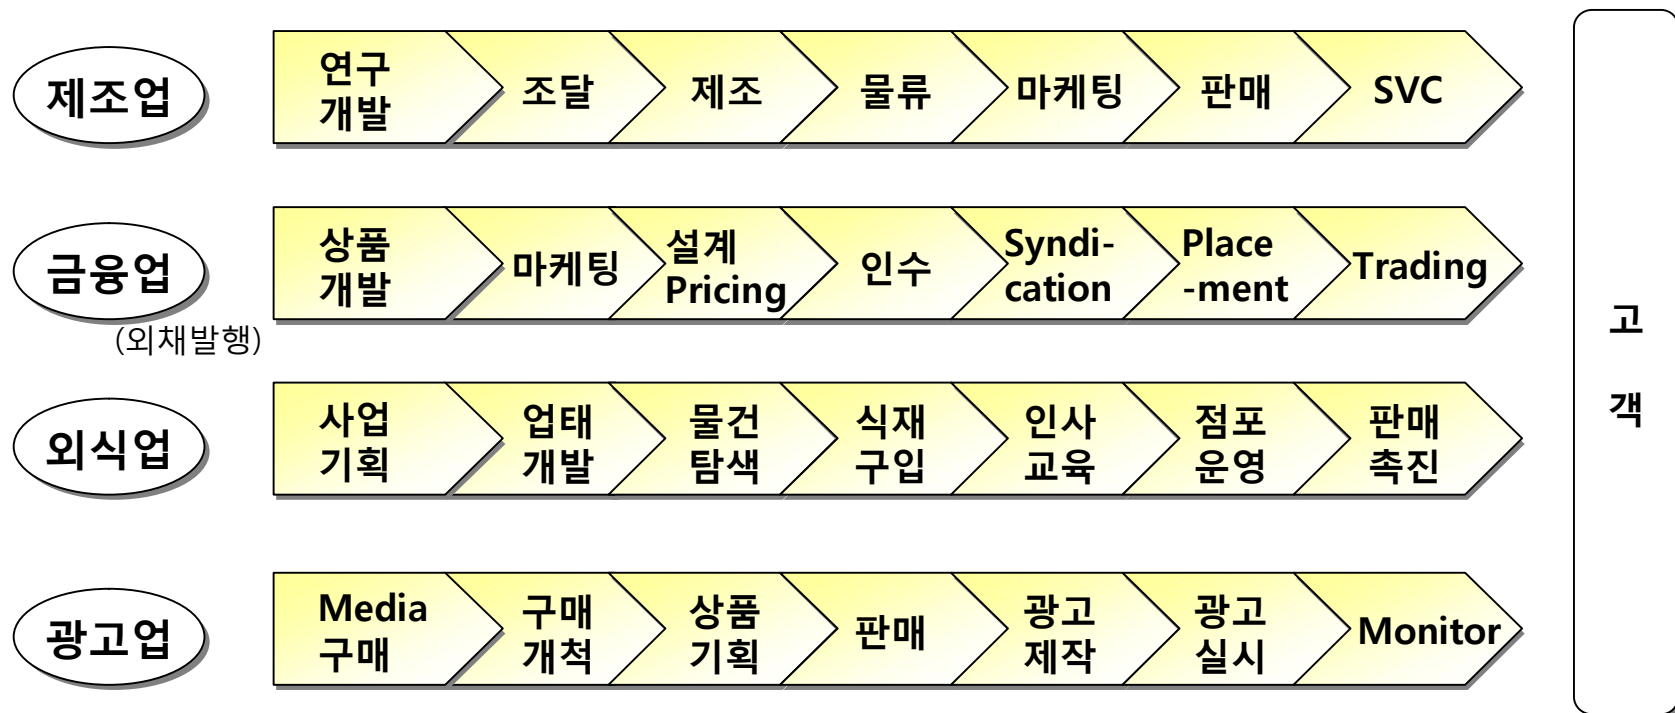 제조업
연구
개발
조달
제조
물류
마케팅
판매
SVC
금융업
(외채발행)
상품
개발
마케팅
설계
Pricing
인수
Syndi-
cation
Place
-ment
Trading
외식업
사업
기획
업태
개발
물건
탐색
식재
구입
인사
교육
점포
운영
판매
촉진
광고업
Media
구매
구매
개척
상품
기획
판매
광고
제작
광고
실시
Monitor
고
객